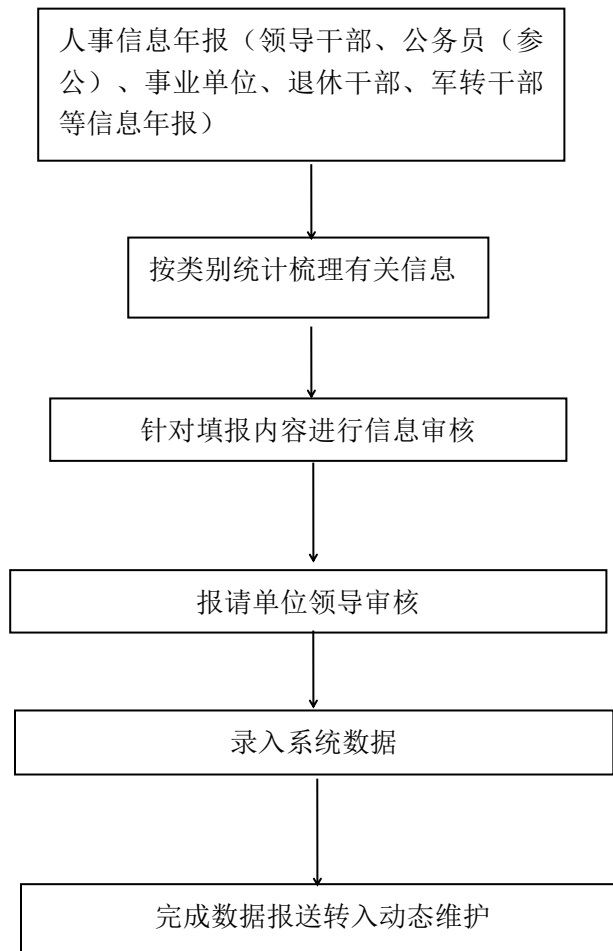 人事信息年报（领导干部、公务员（参
公）、事业单位、退休干部、军转干部
等信息年报）
按类别统计梳理有关信息
针对填报内容进行信息审核
报请单位领导审核
录入系统数据
完成数据报送转入动态维护